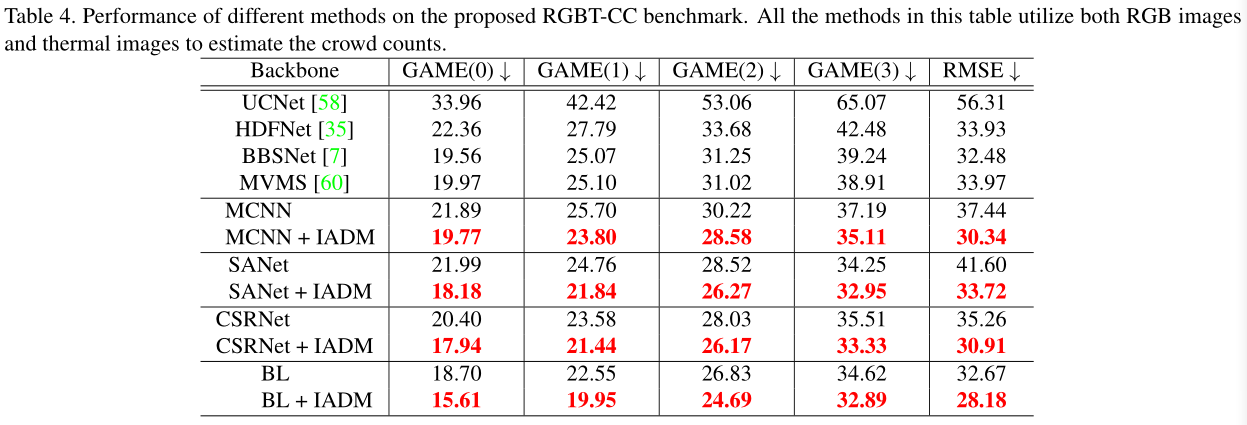 Table 4. Performance of different methods on the proposed RGBT-CC benchmark. All the methods in this table utilize both RGB images
and thermal images to estimate the crowd counts.
Backbone GAME(0) ↓ GAME(1) ↓ GAME(2) ↓ GAME(3) ↓ RMSE ↓
UCNet [58] 33.96 42.42 53.06 65.07 56.31
HDFNet [35] 22.36 27.79 33.68 42.48 33.93
BBSNet [7] 19.56 25.07 31.25 39.24 32.48
MVMS [60] 19.97 25.10 31.02 38.91 33.97
MCNN 21.89 25.70 30.22 37.19 37.44
MCNN + IADM 19.77 23.80 28.58 35.11 30.34
SANet 21.99 24.76 28.52 34.25 41.60
SANet + IADM 18.18 21.84 26.27 32.95 33.72
CSRNet 20.40 23.58 28.03 35.51 35.26
CSRNet + IADM 17.94 21.44 26.17 33.33 30.91
BL 18.70 22.55 26.83 34.62 32.67
BL + IADM 15.61 19.95 24.69 32.89 28.18